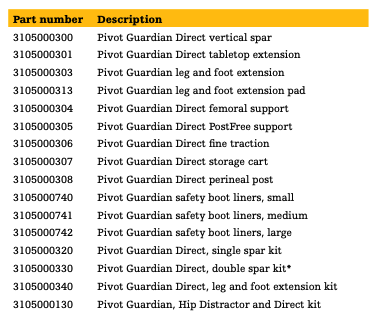 Part number Description
3105000300 Pivot Guardian Direct vertical spar
3105000301 Pivot Guardian Direct tabletop extension
3105000303 Pivot Guardian leg and foot extension
3105000313 Pivot Guardian leg and foot extension pad
3105000304 Pivot Guardian Direct femoral support
3105000305 Pivot Guardian Direct PostFree support
3105000306 Pivot Guardian Direct fine traction
3105000307 Pivot Guardian Direct storage cart
3105000308 Pivot Guardian Direct perineal post
3105000740 Pivot Guardian safety boot liners, small
3105000741 Pivot Guardian safety boot liners, medium
3105000742 Pivot Guardian safety boot liners, large
3105000320 Pivot Guardian Direct, single spar kit
3105000330 Pivot Guardian Direct, double spar kit*
3105000340 Pivot Guardian Direct, leg and foot extension kit
3105000130 Pivot Guardian, Hip Distractor and Direct kit